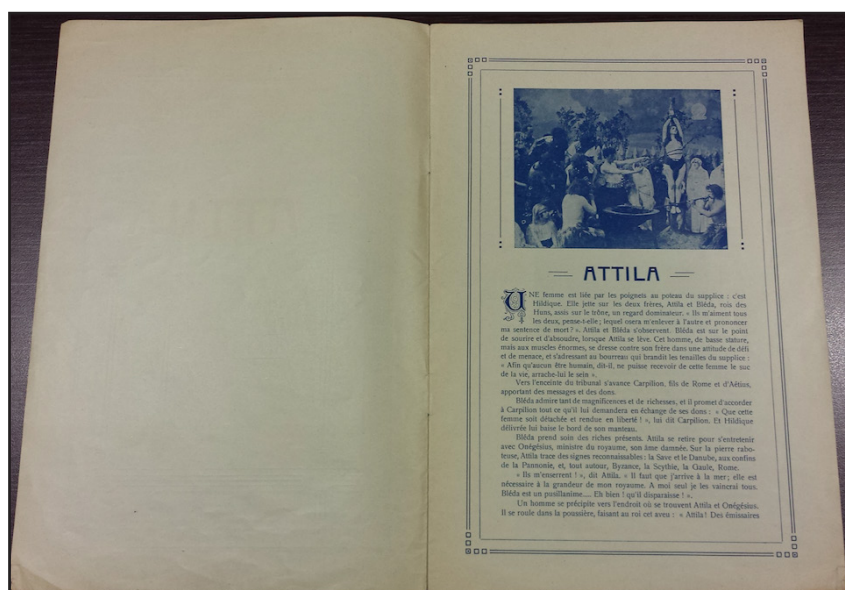 ATTILA
UNE femme est liée par les poignets au poteau du supplice : c'est
Hildique. Elle jette sur les deux frères, Attila et Bléda, rois des
Huns, assis sur le trône, un regard dominateur. « Ils m'aiment tous
les deux, pense-t-elle ; lequel osera m'enlever à l'autre et prononcer
ma sentence de mort ? ». Attila et Bléda s'observent. Bléda est sur le point
de sourire et d'absoudre, lorsque Attila se lève. Cet homme, de basse stature,
mais aux muscles énormes, se dresse contre son frère dans une attitude de défi
et de menace, et s'adressant au bourreau qui brandit les tenailles du supplice :
« Afin qu'aucun être humain, dit-il, ne puisse recevoir de cette femme le suc
de la vie, arrache-lui le sein ».
Vers l'enceinte du tribunal s'avance Carpilion, fils de Rome et d'Aétius,
apportant des messages et des dons.
Bléda admire tant de magnificences et de richesses, et il promet d'accorder
à Carpilion tout ce qu'il lui demandera en échange de ses dons : « Que cette
femme soit détachée et rendue en liberté ! », lui dit Carpilion. Et Hildique
délivrée lui baise le bord de son manteau.
Bléda prend soin des riches présents. Attila se retire pour s'entretenir
avec Onégésius, ministre du royaume, son âme damnée. Sur la pierre rabo-
teuse, Attila trace des signes reconnaissables : la Save et le Danube, aux confins
de la Pannonie, et, tout autour, Byzance, la Scythie, la Gaule, Rome.
« Ils m'enserrent ! », dit Attila. « Il faut que j'arrive à la mer ; elle est
nécessaire à la grandeur de mon royaume. A moi seul je les vaincrai tous.
Bléda est un pusillanime.... Eh bien ! qu'il disparaisse ! ».
Un homme se précipite vers l'endroit où se trouvent Attila et Onégésius.
Il se roule dans la poussière, faisant au roi cet aveu : « Attila ! Des émissaires